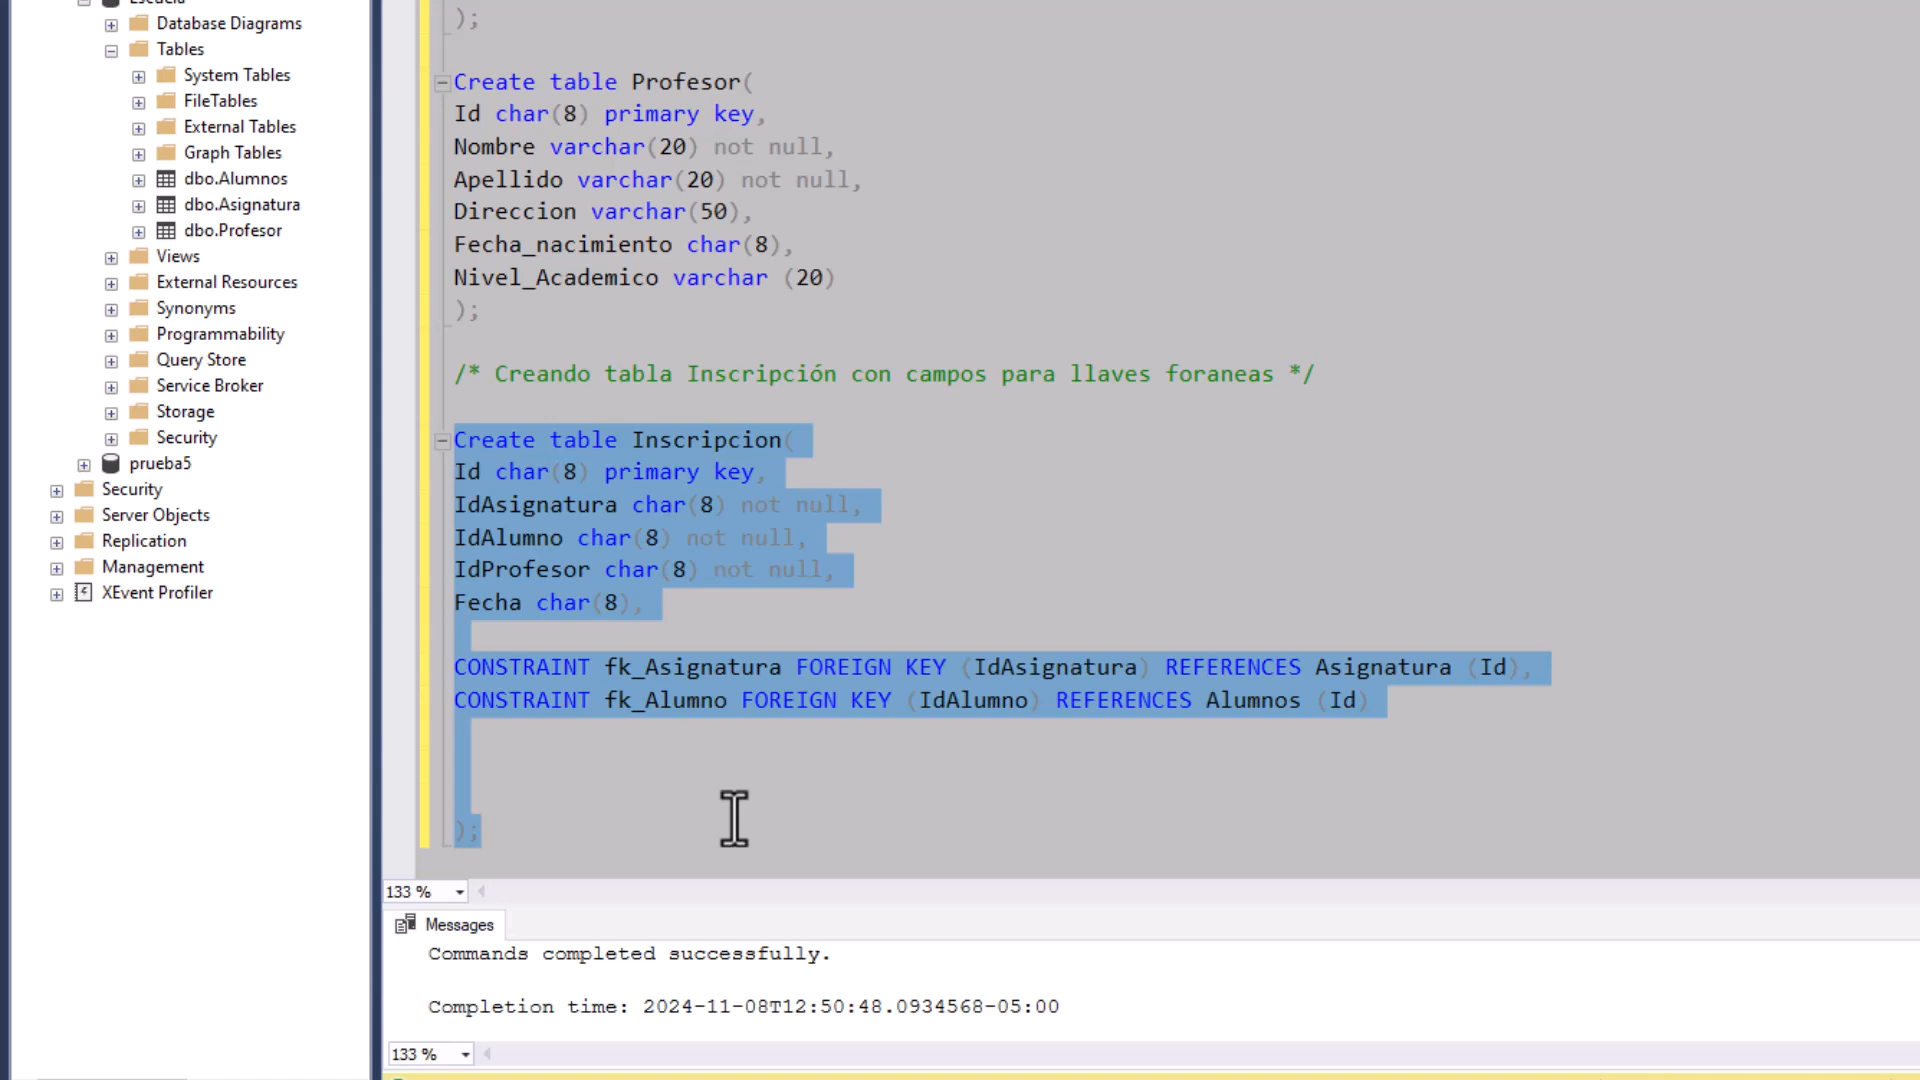 Escuela
Database Diagrams
Tables
System Tables
FileTables
External Tables
Graph Tables
dbo.Alumnos
dbo.Asignatura
dbo.Profesor
Views
External Resources
Synonyms
Programmability
Query Store
Service Broker
Storage
Security
prueba5
Security
Server Objects
Replication
Management
XEvent Profiler
);
Create table Profesor(
Id char(8) primary key,
Nombre varchar(20) not null,
Apellido varchar(20) not null,
Direccion varchar(50),
Fecha_nacimiento char(8),
Nivel_Academico varchar (20)
);
/* Creando tabla Inscripción con campos para llaves foraneas */
Create table Inscripcion(
Id char(8) primary key,
IdAsignatura char(8) not null,
IdAlumno char(8) not null,
IdProfesor char(8) not null,
Fecha char(8),
CONSTRAINT fk_Asignatura FOREIGN KEY (IdAsignatura) REFERENCES Asignatura (Id),
CONSTRAINT fk_Alumno FOREIGN KEY (IdAlumno) REFERENCES Alumnos (Id)
);
133 %
Messages
Commands completed successfully.
Completion time: 2024-11-08T12:50:48.0934568-05:00
133 %